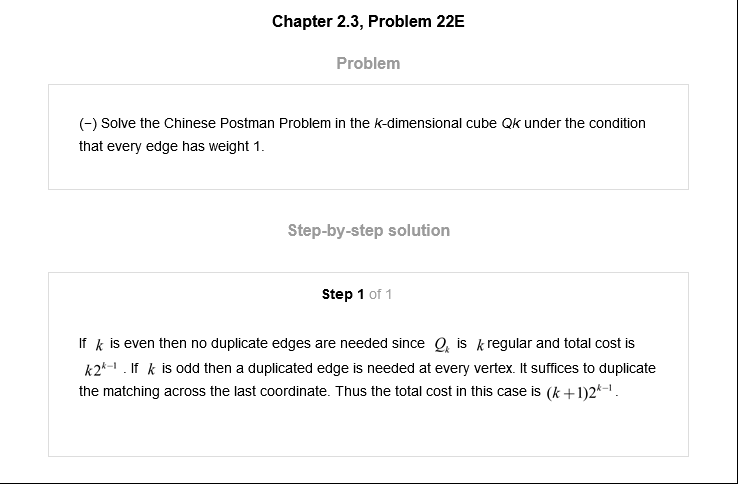 Chapter 2.3, Problem 22E
Problem
(−) Solve the Chinese Postman Problem in the k-dimensional cube Qk under the condition
that every edge has weight 1.
Step-by-step solution
Step 1 of 1
If k is even then no duplicate edges are needed since Qₖ is k regular and total cost is
k2ᵏ⁻¹ . If k is odd then a duplicated edge is needed at every vertex. It suffices to duplicate
the matching across the last coordinate. Thus the total cost in this case is (k+1)2ᵏ⁻¹ .